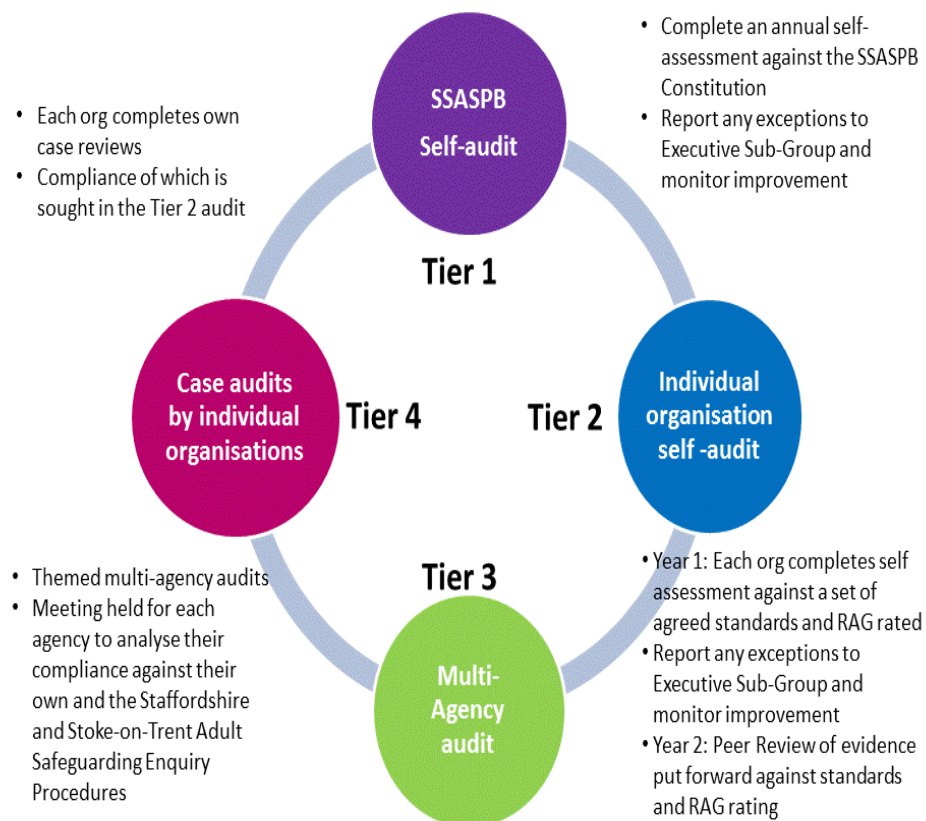 SSASPB
Self-audit
Tier 1
• Complete an annual self-
assessment against the SSASPB
Constitution
• Report any exceptions to
Executive Sub-Group and
monitor improvement
Individual
organisation
self -audit
Tier 2
• Year 1: Each org completes self
assessment against a set of
agreed standards and RAG rated
• Report any exceptions to
Executive Sub-Group and
monitor improvement
• Year 2: Peer Review of evidence
put forward against standards
and RAG rating
Tier 3
Multi-
Agency
audit
• Themed multi-agency audits
• Meeting held for each
agency to analyse their
compliance against their
own and the Staffordshire
and Stoke-on-Trent Adult
Safeguarding Enquiry
Procedures
Case audits
by individual
organisations
Tier 4
• Each org completes own
case reviews
• Compliance of which is
sought in the Tier 2 audit